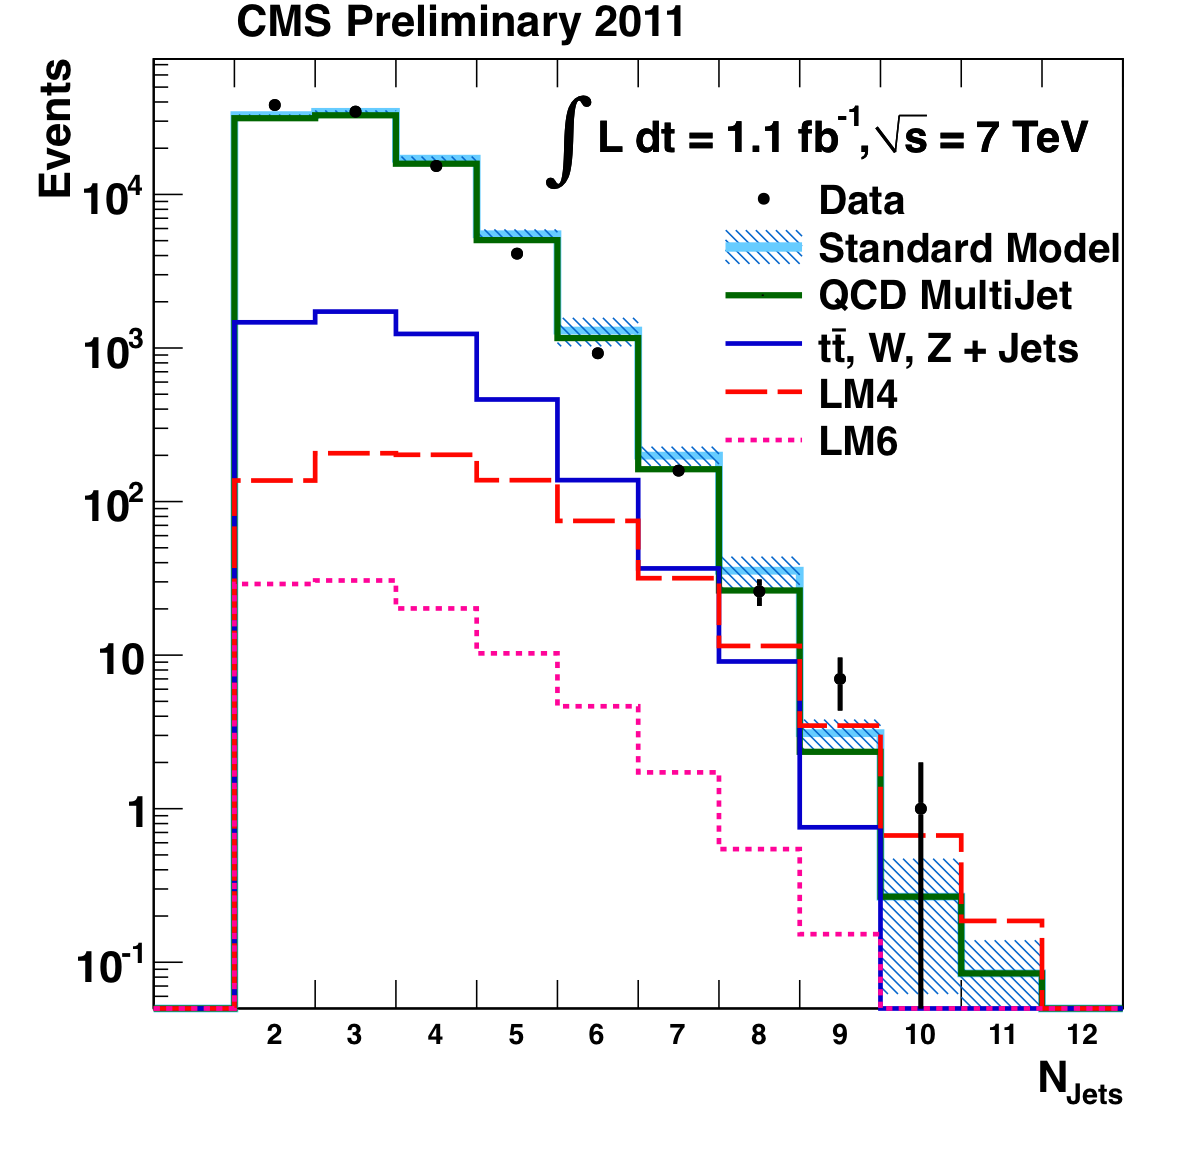 CMS Preliminary 2011
Events
∫ L dt = 1.1 fb⁻¹, √s = 7 TeV
Data
Standard Model
QCD MultiJet
tt̄, W, Z + Jets
LM4
LM6
10⁴
10³
10²
10
1
10⁻¹
2 3 4 5 6 7 8 9 10 11 12
N_Jets